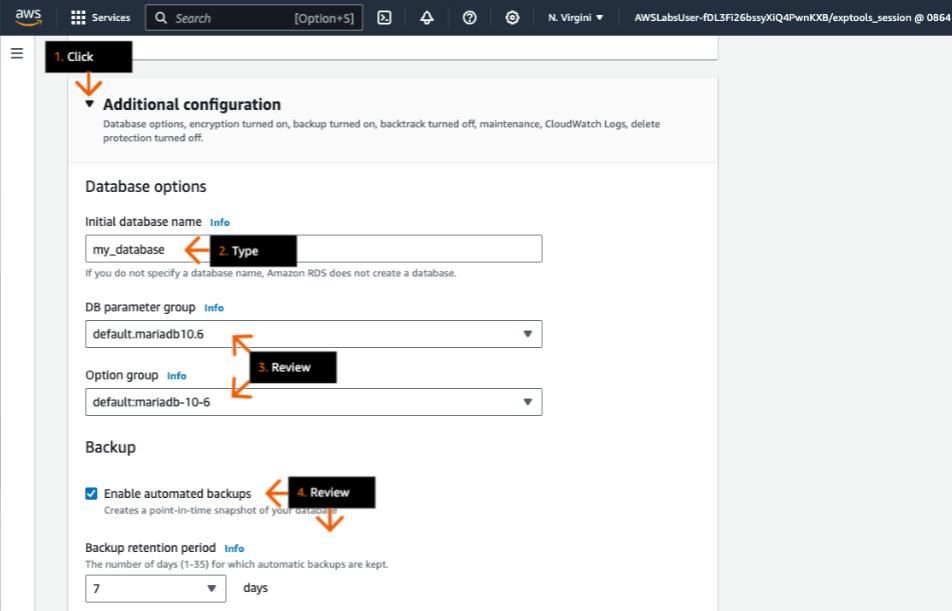 aws Services Search [Option+S] N. Virgini AWSLabsUser-fDL3Fi26bssyXiQ4PwnKXB/exptools_session @ 0864
1. Click
Additional configuration
Database options, encryption turned on, backup turned on, backtrack turned off, maintenance, CloudWatch Logs, delete
protection turned off.
Database options
Initial database name Info
my_database
2. Type
If you do not specify a database name, Amazon RDS does not create a database.
DB parameter group Info
default.mariadb10.6
3. Review
Option group Info
default:mariadb-10-6
Backup
Enable automated backups
4. Review
Creates a point-in-time snapshot of your database
Backup retention period Info
The number of days (1-35) for which automatic backups are kept.
7 days